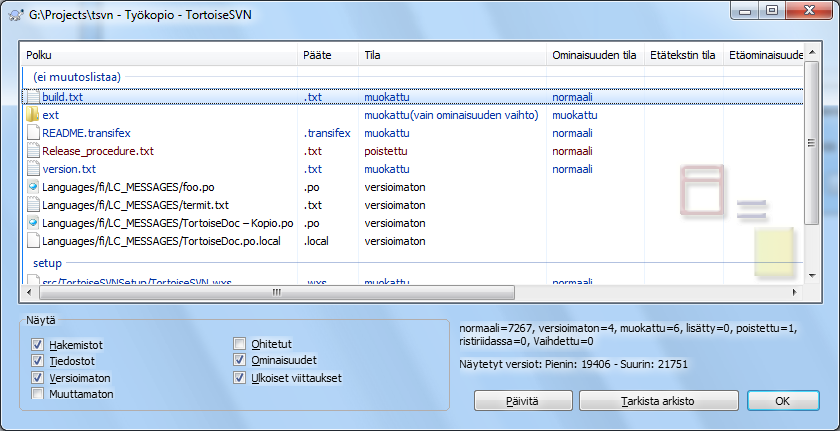 G:\Projects\tsvn - Työkopio - TortoiseSVN
Polku Pääte Tila Ominaisuuden tila Etätekstin tila Etäominaisuude
(ei muutoslistaa)
build.txt .txt muokattu normaali
ext muokattu(vain ominaisuuden vaihto) muokattu
README.transifex .transifex muokattu normaali
Release_procedure.txt .txt poistettu normaali
version.txt .txt muokattu normaali
Languages/fi/LC_MESSAGES/foo.po .po versioimaton
Languages/fi/LC_MESSAGES/termit.txt .txt versioimaton
Languages/fi/LC_MESSAGES/TortoiseDoc – Kopio.po .po versioimaton
Languages/fi/LC_MESSAGES/TortoiseDoc.po.local .local versioimaton
setup
src/TortoiseSVNSetup/TortoiseSVN.wxs .wxs muokattu normaali
Näytä
Hakemistot
Tiedostot
Versioimaton
Muuttamaton
Ohitetut
Ominaisuudet
Ulkoiset viittaukset
normaali=7267, versioimaton=4, muokattu=6, lisätty=0, poistettu=1,
ristiriidassa=0, Vaihdettu=0
Näytetyt versiot: Pienin: 19406 - Suurin: 21751
Päivitä
Tarkista arkisto
OK